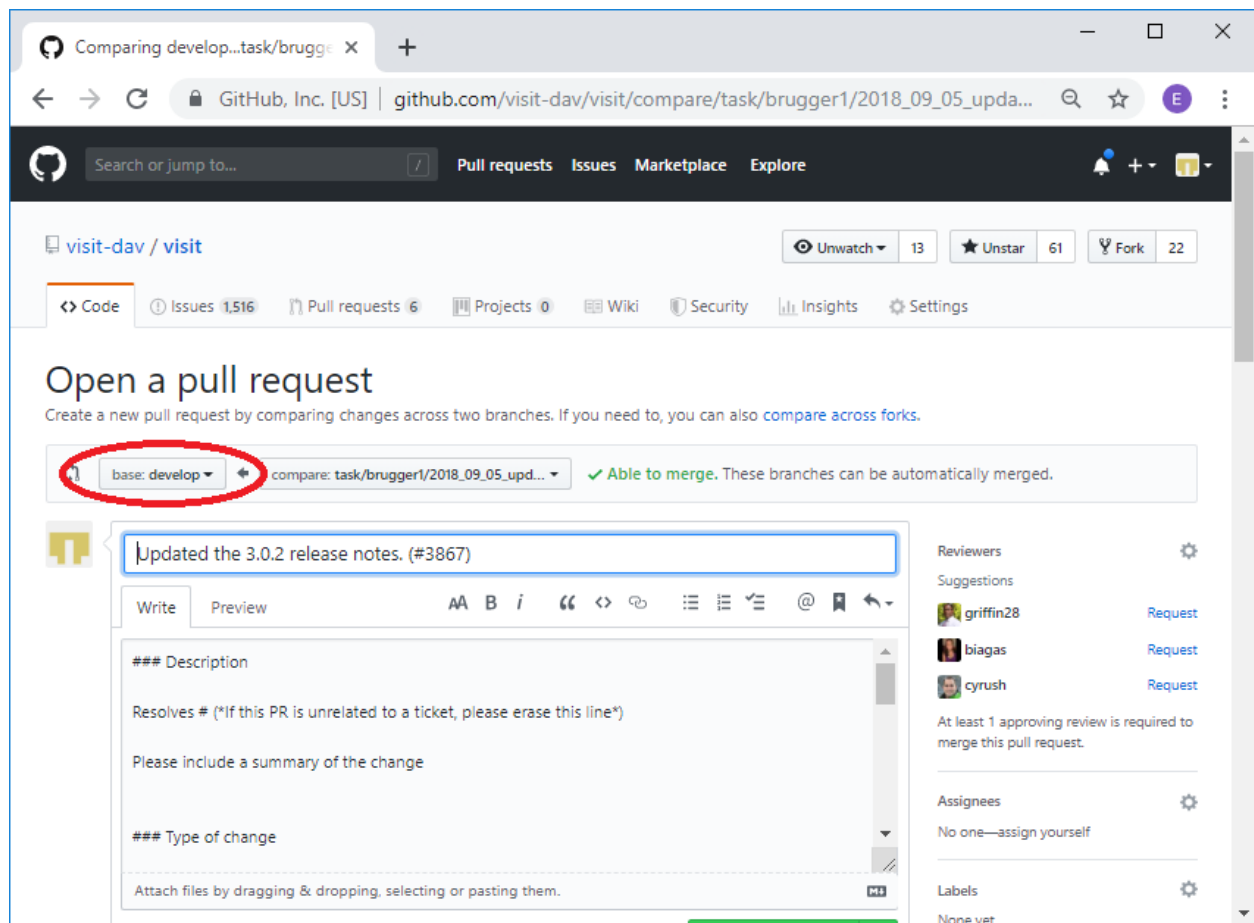 Comparing develop...task/brugge
GitHub, Inc. [US] | github.com/visit-dav/visit/compare/task/brugger1/2018_09_05_upda... E
Search or jump to... / Pull requests Issues Marketplace Explore
visit-dav / visit Unwatch 13 Unstar 61 Fork 22
<> Code Issues 1,516 Pull requests 6 Projects 0 Wiki Security Insights Settings
Open a pull request
Create a new pull request by comparing changes across two branches. If you need to, you can also compare across forks.
base: develop compare: task/brugger1/2018_09_05_upd... Able to merge. These branches can be automatically merged.
Updated the 3.0.2 release notes. (#3867)
Write Preview AA B i
### Description
Resolves # (*If this PR is unrelated to a ticket, please erase this line*)
Please include a summary of the change
### Type of change
Attach files by dragging & dropping, selecting or pasting them.
Reviewers
Suggestions
griffin28 Request
biagas Request
cyrush Request
At least 1 approving review is required to
merge this pull request.
Assignees
No one—assign yourself
Labels
None yet